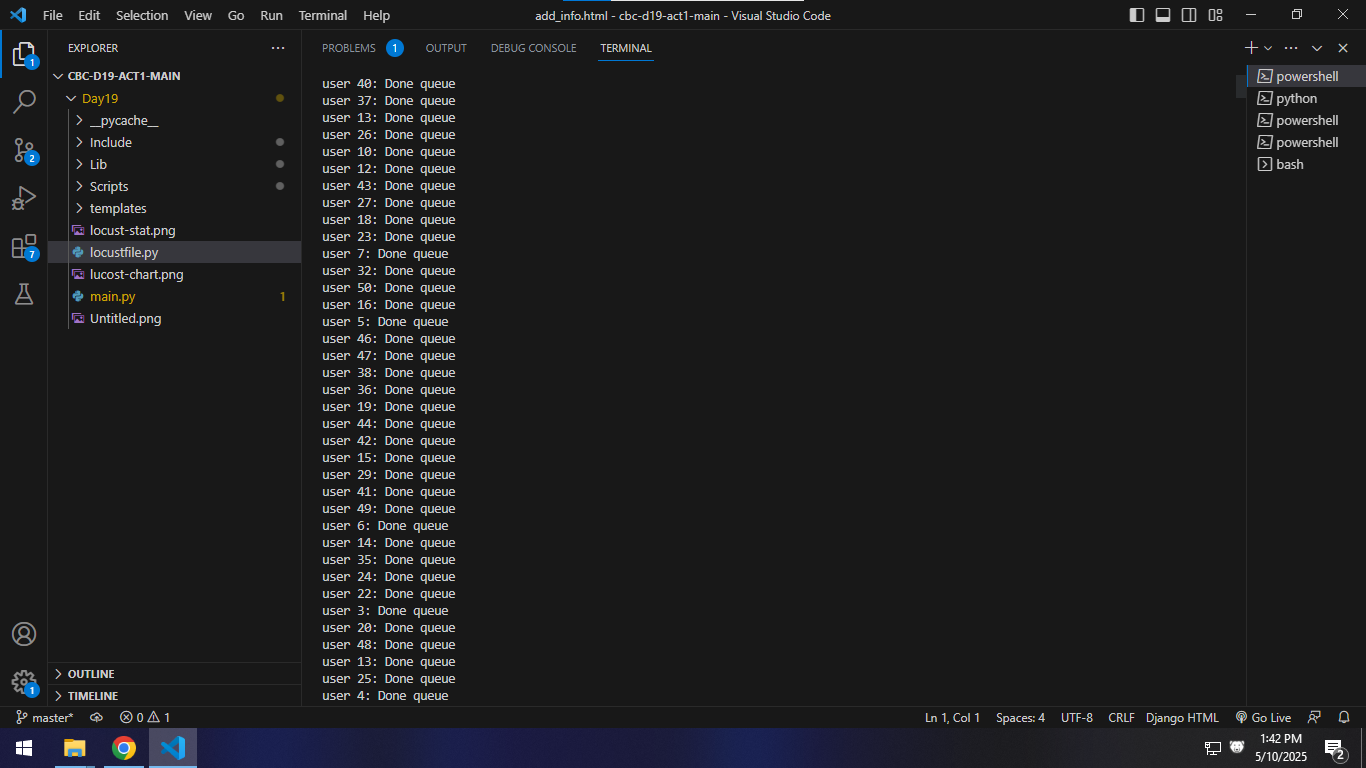 File Edit Selection View Go Run Terminal Help
add_info.html - cbc-d19-act1-main - Visual Studio Code
EXPLORER
CBC-D19-ACT1-MAIN
Day19
__pycache__
Include
Lib
Scripts
templates
locust-stat.png
locustfile.py
lucost-chart.png
main.py 1
Untitled.png
OUTLINE
TIMELINE
1
2
7
1
PROBLEMS 1 OUTPUT DEBUG CONSOLE TERMINAL
user 40: Done queue
user 37: Done queue
user 13: Done queue
user 26: Done queue
user 10: Done queue
user 12: Done queue
user 43: Done queue
user 27: Done queue
user 18: Done queue
user 23: Done queue
user 7: Done queue
user 32: Done queue
user 50: Done queue
user 16: Done queue
user 5: Done queue
user 46: Done queue
user 47: Done queue
user 38: Done queue
user 36: Done queue
user 19: Done queue
user 44: Done queue
user 42: Done queue
user 15: Done queue
user 29: Done queue
user 41: Done queue
user 49: Done queue
user 6: Done queue
user 14: Done queue
user 35: Done queue
user 24: Done queue
user 22: Done queue
user 3: Done queue
user 20: Done queue
user 48: Done queue
user 13: Done queue
user 25: Done queue
user 4: Done queue
powershell
python
powershell
powershell
bash
master* 0 1
Ln 1, Col 1 Spaces: 4 UTF-8 CRLF Django HTML Go Live
1:42 PM
5/10/2025
2